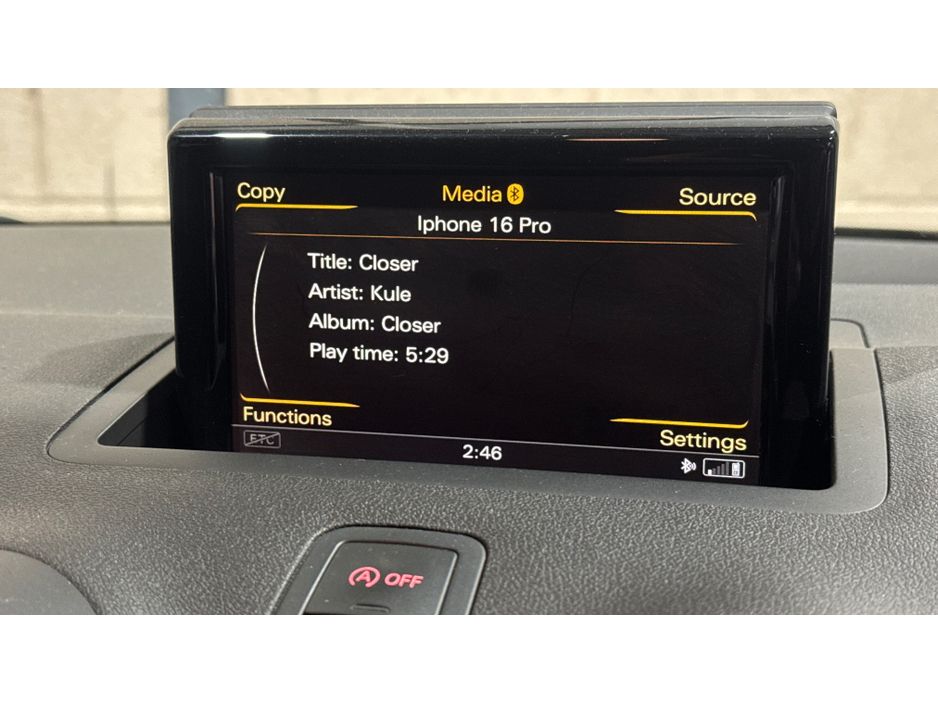 Copy
Media
Source
Iphone 16 Pro
Title: Closer
Artist: Kule
Album: Closer
Play time: 5:29
Functions
Settings
ETC
2:46
A OFF